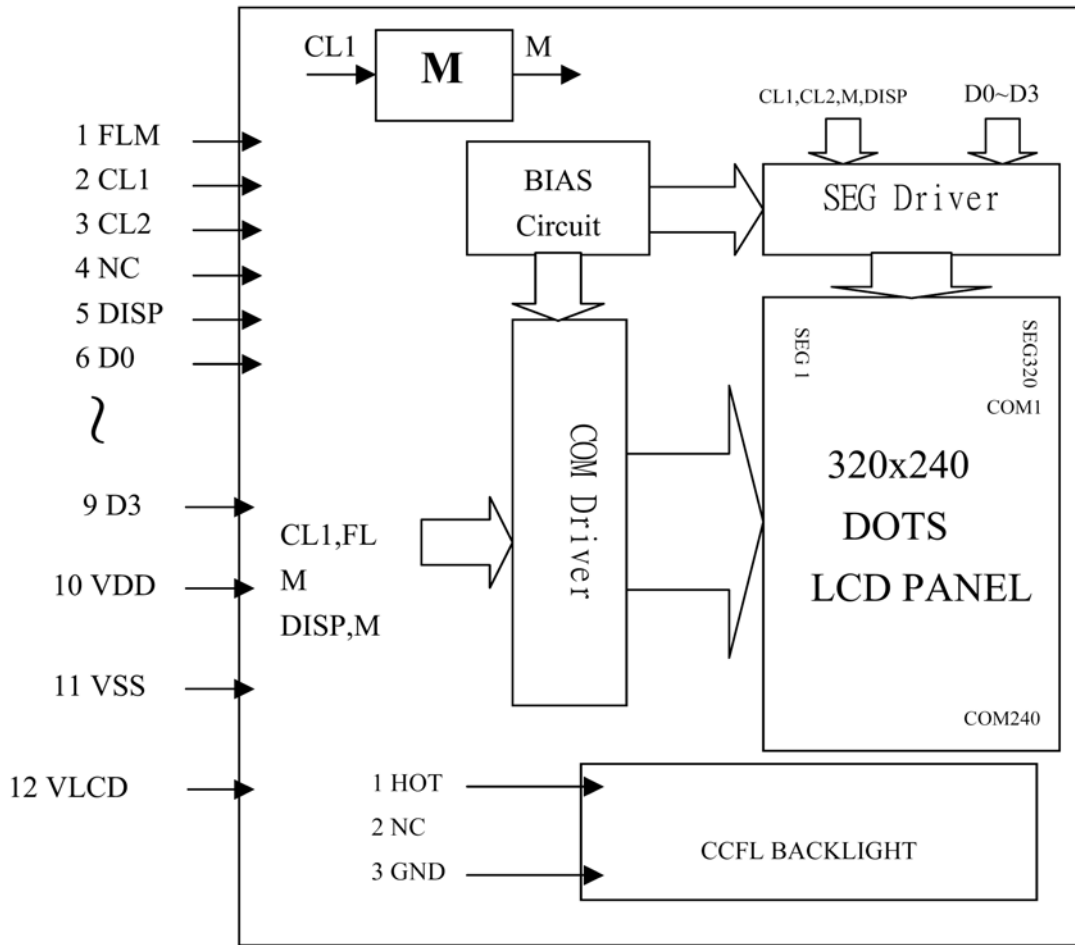 CL1
M
M
CL1,CL2,M,DISP
D0~D3
1 FLM
2 CL1
3 CL2
4 NC
5 DISP
6 D0
~
9 D3
10 VDD
11 VSS
12 VLCD
BIAS
Circuit
SEG Driver
COM Driver
CL1,FL
M
DISP,M
SEG 1
SEG320
COM1
320x240
DOTS
LCD PANEL
COM240
1 HOT
2 NC
3 GND
CCFL BACKLIGHT